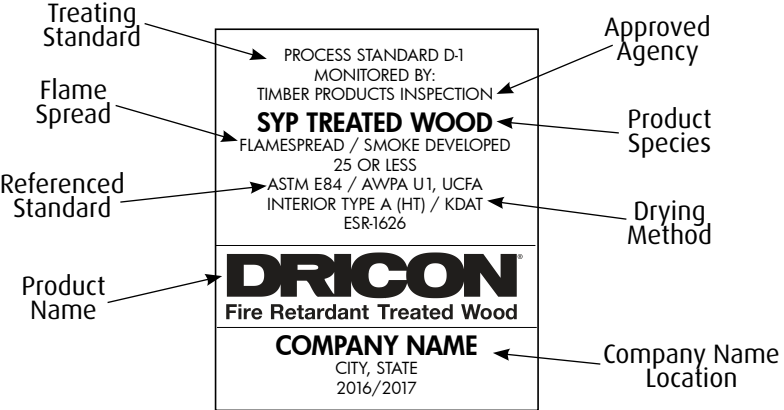 Treating
Standard
Flame
Spread
Referenced
Standard
Product
Name
PROCESS STANDARD D-1
MONITORED BY:
TIMBER PRODUCTS INSPECTION
SYP TREATED WOOD
FLAMESPREAD / SMOKE DEVELOPED
25 OR LESS
ASTM E84 / AWPA U1, UCFA
INTERIOR TYPE A (HT) / KDAT
ESR-1626
DRICON®
Fire Retardant Treated Wood
COMPANY NAME
CITY, STATE
2016/2017
Approved
Agency
Product
Species
Drying
Method
Company Name
Location